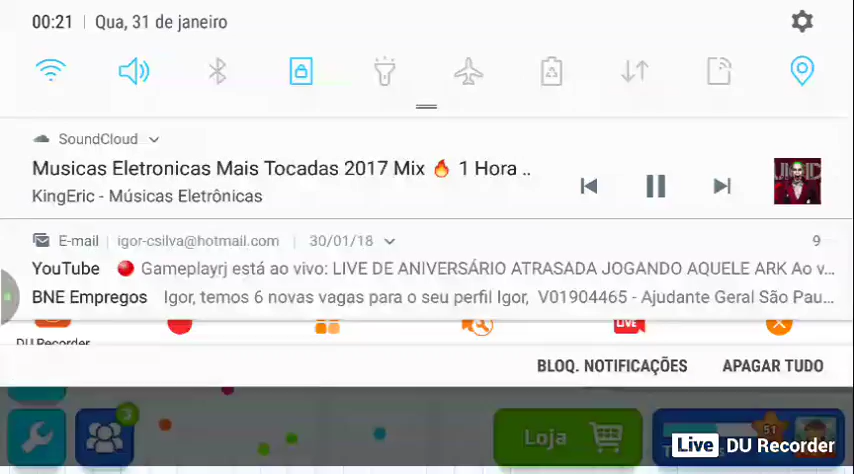 00:21 | Qua, 31 de janeiro
SoundCloud
Musicas Eletronicas Mais Tocadas 2017 Mix 🔥 1 Hora ..
KingEric - Músicas Eletrônicas
E-mail | igor-csilva@hotmail.com | 30/01/18
9
YouTube 🔴 Gameplayrj está ao vivo: LIVE DE ANIVERSÁRIO ATRASADA JOGANDO AQUELE ARK Ao v...
BNE Empregos Igor, temos 6 novas vagas para o seu perfil Igor, V01904465 - Ajudante Geral São Pau...
DU Recorder
LIVE
BLOQ. NOTIFICAÇÕES APAGAR TUDO
3
Loja
51
Live DU Recorder